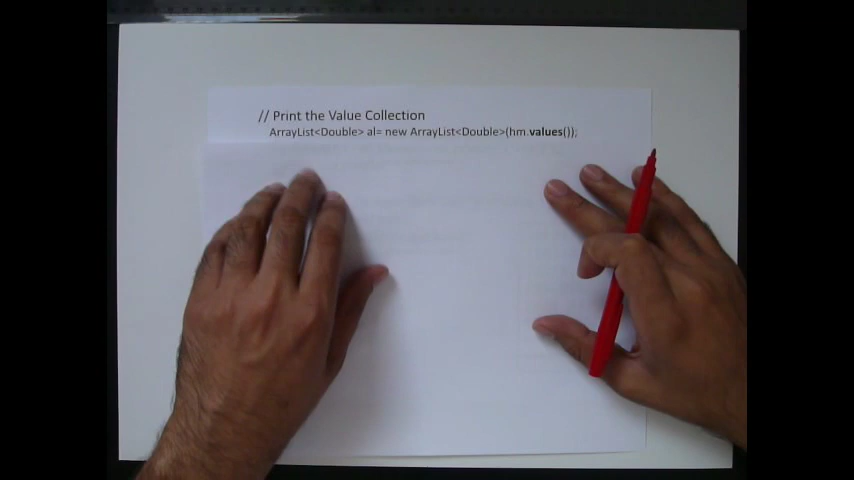 // Print the Value Collection
ArrayList<Double> al= new ArrayList<Double>(hm.values());